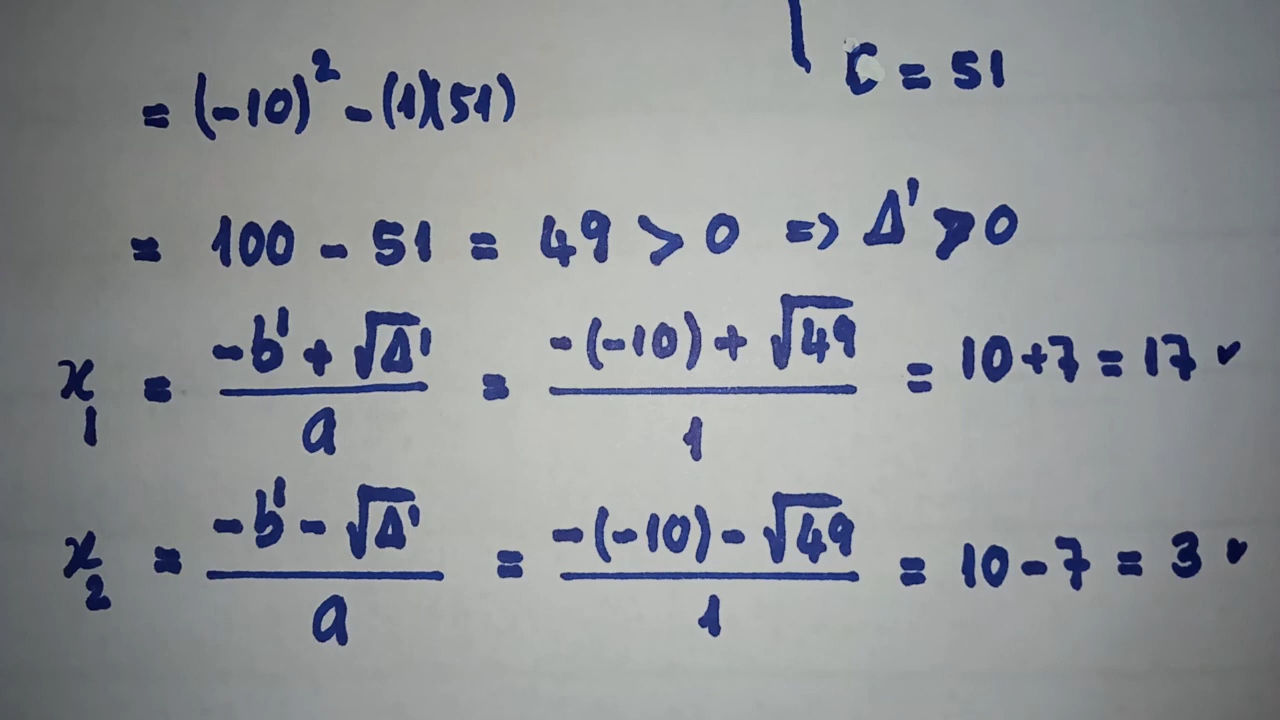 C = 51
= (-10)² - (1)(51)
= 100 - 51 = 49 > 0 => Δ' > 0
x₁ = (-b' + √Δ')/a = (-(-10) + √49)/1 = 10 + 7 = 17 ✓
x₂ = (-b' - √Δ')/a = (-(-10) - √49)/1 = 10 - 7 = 3 ✓